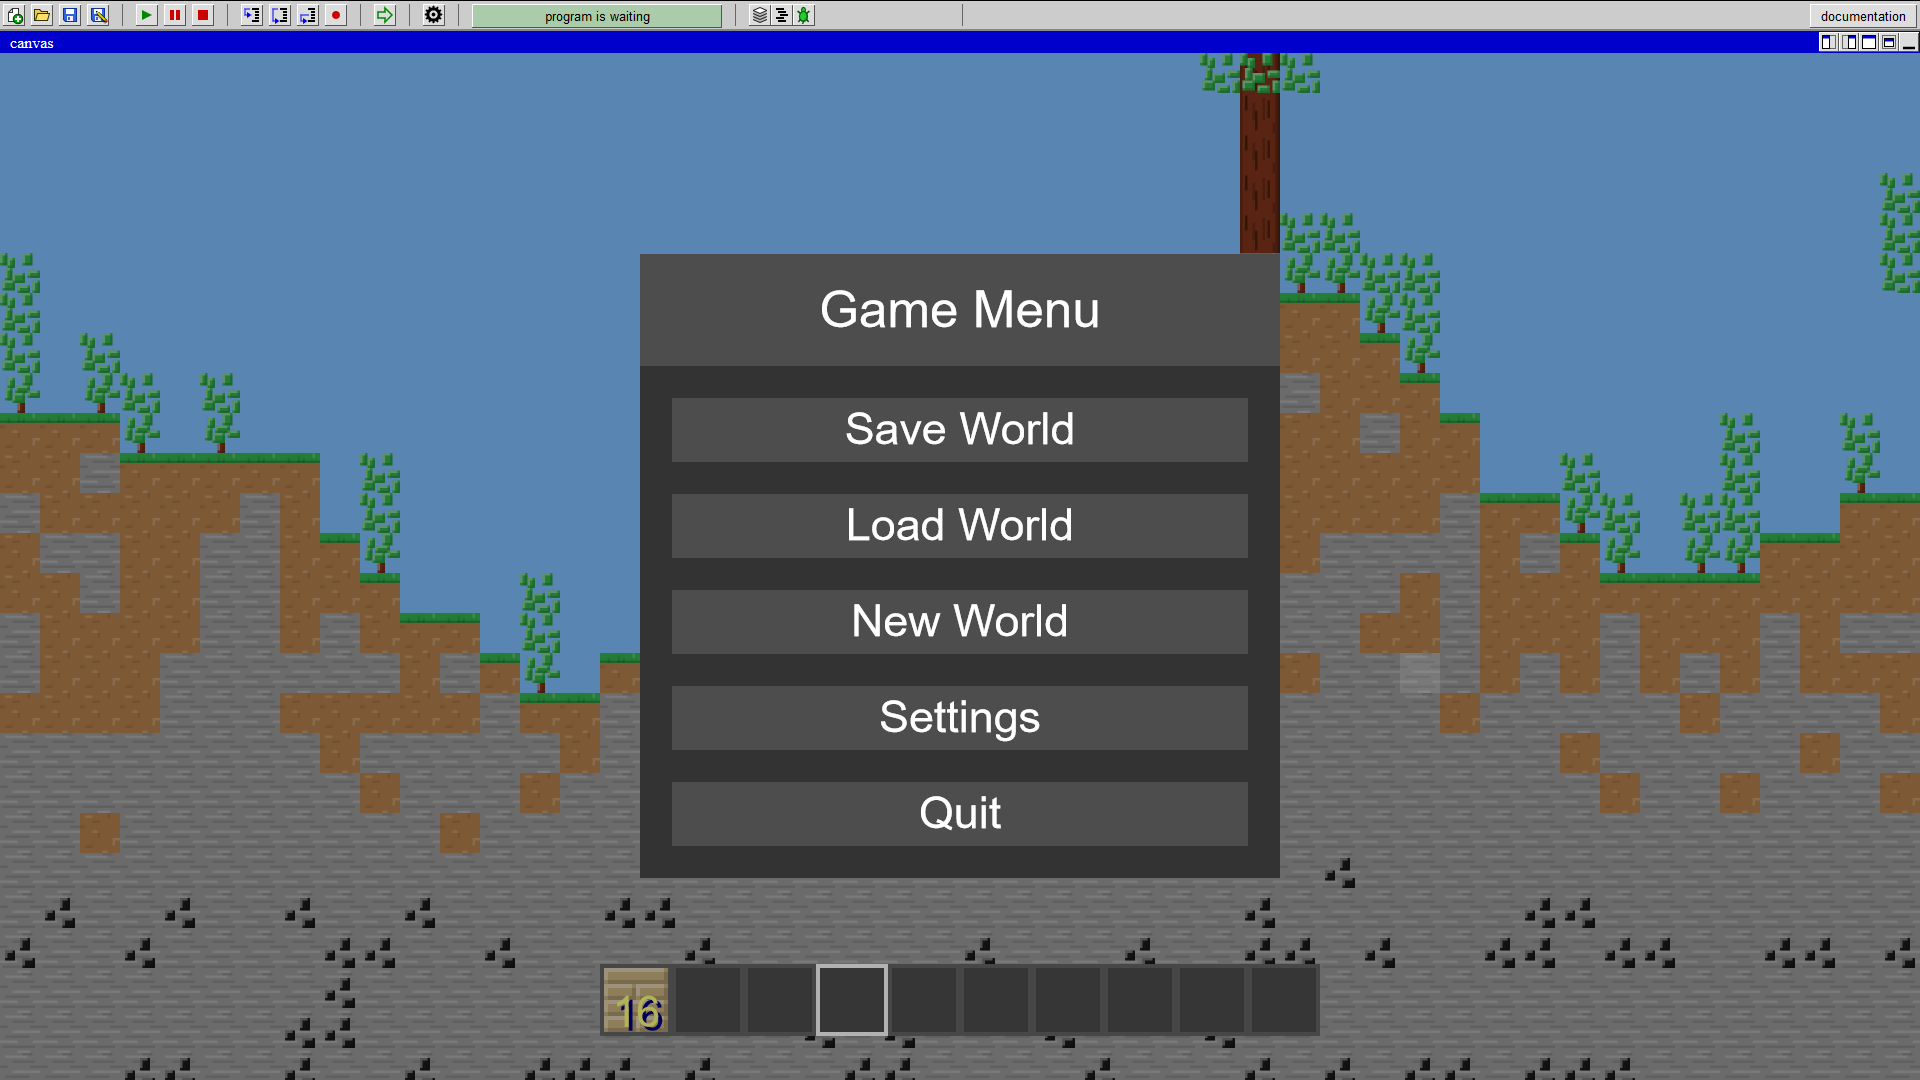 program is waiting
documentation
canvas
Game Menu
Save World
Load World
New World
Settings
Quit
16